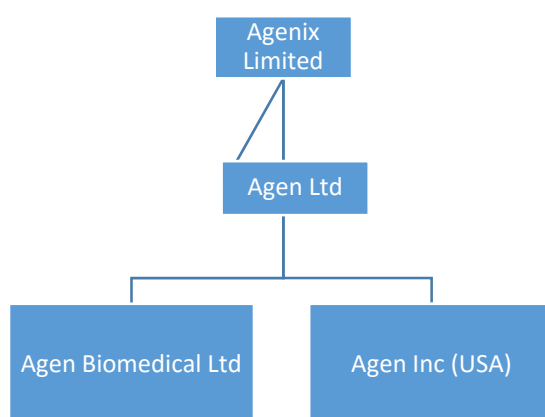 Agenix
Limited
Agen Ltd
Agen Biomedical Ltd
Agen Inc (USA)